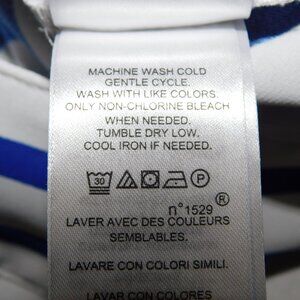 MACHINE WASH COLD
GENTLE CYCLE.
WASH WITH LIKE COLORS.
ONLY NON-CHLORINE BLEACH
WHEN NEEDED.
TUMBLE DRY LOW.
COOL IRON IF NEEDED.
30 P
n°1529 ®
LAVER AVEC DES COULEURS
SEMBLABLES.
LAVARE CON COLORI SIMILI.